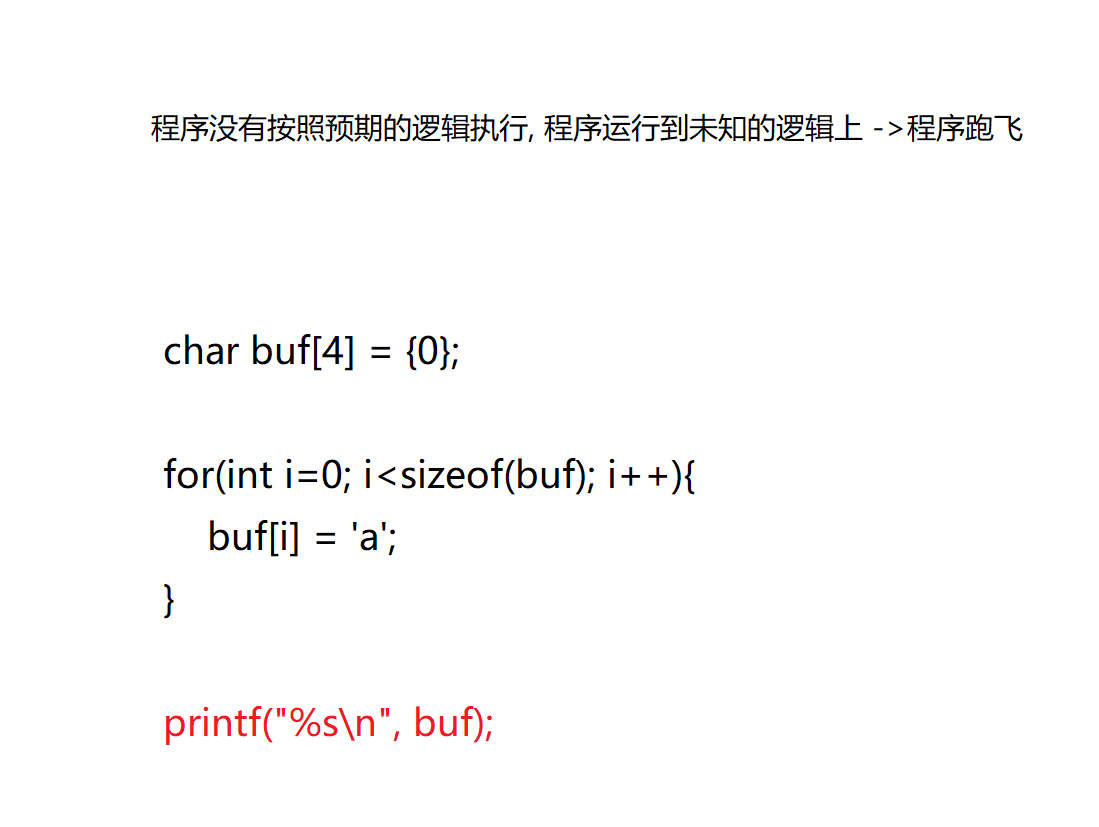 程序没有按照预期的逻辑执行, 程序运行到未知的逻辑上 ->程序跑飞
char buf[4] = {0};
for(int i=0; i<sizeof(buf); i++){
    buf[i] = 'a';
}
printf("%s\n", buf);